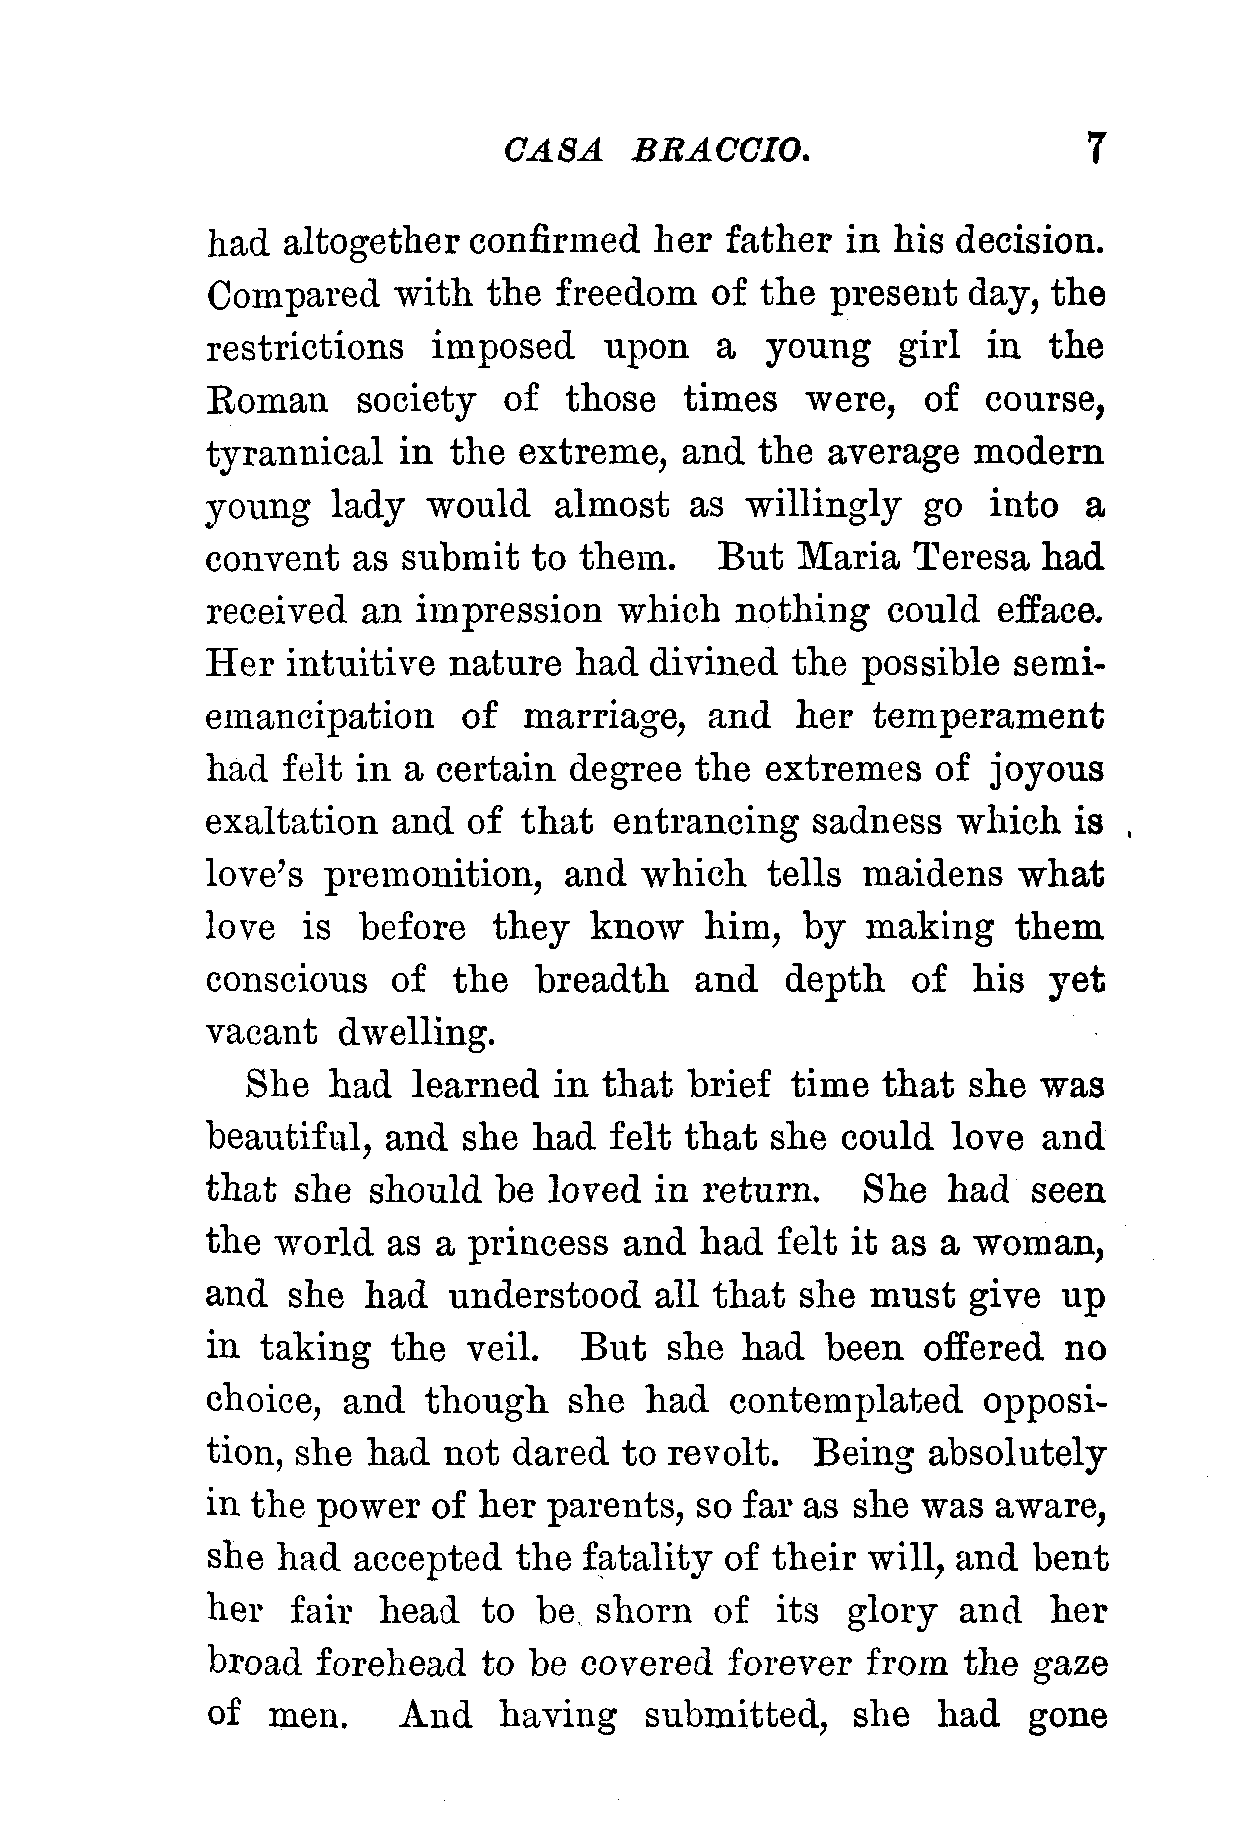 CASA BRACCIO. 7
had altogether confirmed her father in his decision.
Compared with the freedom of the present day, the
restrictions imposed upon a young girl in the
Roman society of those times were, of course,
tyrannical in the extreme, and the average modern
young lady would almost as willingly go into a
convent as submit to them. But Maria Teresa had
received an impression which nothing could efface.
Her intuitive nature had divined the possible semi-
emancipation of marriage, and her temperament
had felt in a certain degree the extremes of joyous
exaltation and of that entrancing sadness which is
love's premonition, and which tells maidens what
love is before they know him, by making them
conscious of the breadth and depth of his yet
vacant dwelling.
She had learned in that brief time that she was
beautiful, and she had felt that she could love and
that she should be loved in return. She had seen
the world as a princess and had felt it as a woman,
and she had understood all that she must give up
in taking the veil. But she had been offered no
choice, and though she had contemplated opposi-
tion, she had not dared to revolt. Being absolutely
in the power of her parents, so far as she was aware,
she had accepted the fatality of their will, and bent
her fair head to be shorn of its glory and her
broad forehead to be covered forever from the gaze
of men. And having submitted, she had gone